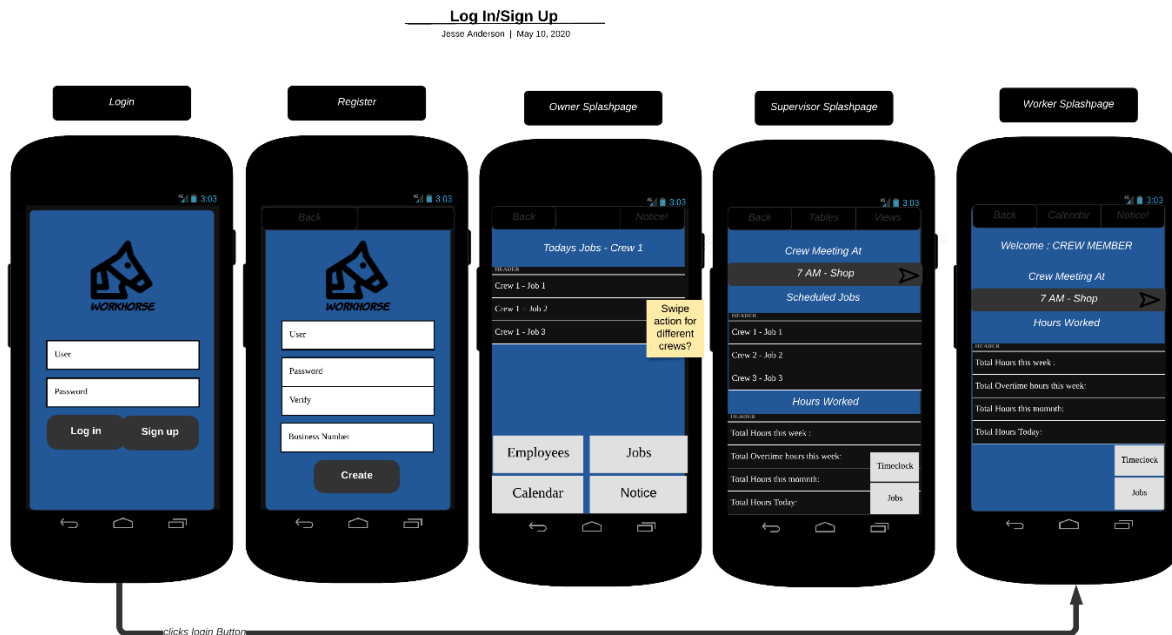 Log In/Sign Up
Jesse Anderson | May 10, 2020
Login
3:03
WORKHORSE
User
Password
Log in
Sign up
Register
3:03
Back
WORKHORSE
User
Password
Verify
Business Number
Create
Owner Splashpage
3:03
Back
Notice!
Todays Jobs - Crew 1
HEADER
Crew 1 - Job 1
Crew 1 - Job 2
Crew 1 - Job 3
Swipe
action for
different
crews?
Employees
Jobs
Calendar
Notice
Supervisor Splashpage
3:03
Back
Tables
Views
Crew Meeting At
7 AM - Shop
Scheduled Jobs
HEADER
Crew 1 - Job 1
Crew 2 - Job 2
Crew 3 - Job 3
Hours Worked
HEADER
Total Hours this week :
Total Overtime hours this week:
Total Hours this momnth:
Total Hours Today:
Timeclock
Jobs
Worker Splashpage
3:03
Back
Calendar
Notice!
Welcome : CREW MEMBER
Crew Meeting At
7 AM - Shop
Hours Worked
HEADER
Total Hours this week :
Total Overtime hours this week:
Total Hours this momnth:
Total Hours Today:
Timeclock
Jobs
clicks login Button